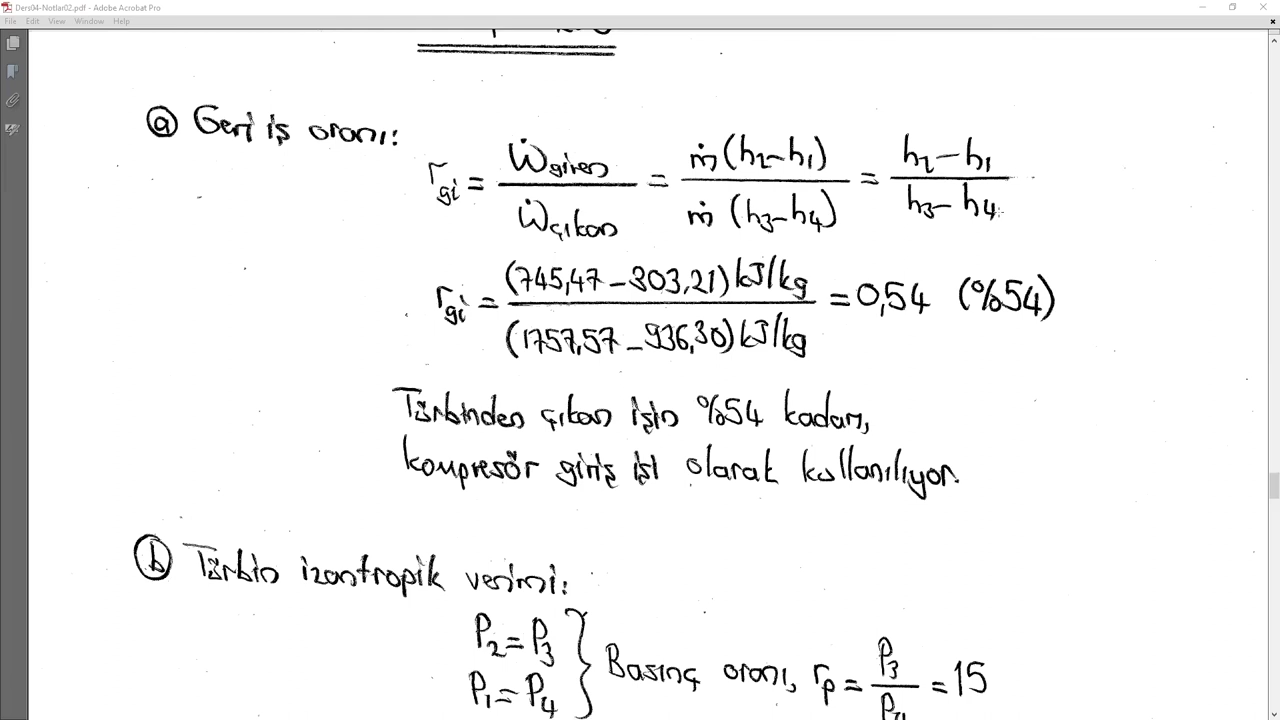 Ders04-Notlar02.pdf - Adobe Acrobat Pro
File Edit View Window Help
ⓐ Geri iş oranı:
r_gi = Ẇgiren / Ẇçıkan = ṁ(h₂-h₁) / ṁ(h₃-h₄) = h₂-h₁ / h₃-h₄
r_gi = (745,47-303,21)kJ/kg / (1757,57-936,30)kJ/kg = 0,54 (%54)
Türbinden çıkan işin %54 kadarı,
kompresör giriş işi olarak kullanılıyor.
ⓑ Türbin izantropik verimi:
P₂=P₃
P₁=P₄ } Basınç oranı, r_p = P₃ / P₄ = 15